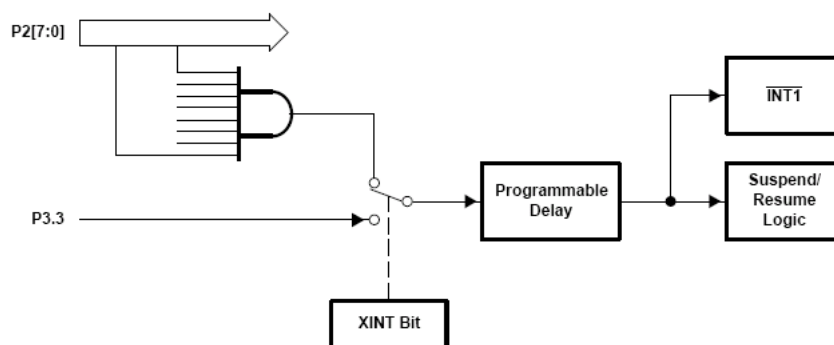 P2[7:0]
INT1
P3.3
Programmable
Delay
Suspend/
Resume
Logic
XINT Bit